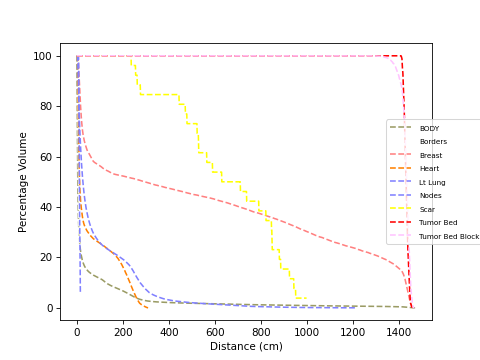 100
80
60
40
20
0
Percentage Volume
0
200
400
600
800
1000
1200
1400
Distance (cm)
BODY
Borders
Breast
Heart
Lt Lung
Nodes
Scar
Tumor Bed
Tumor Bed Block